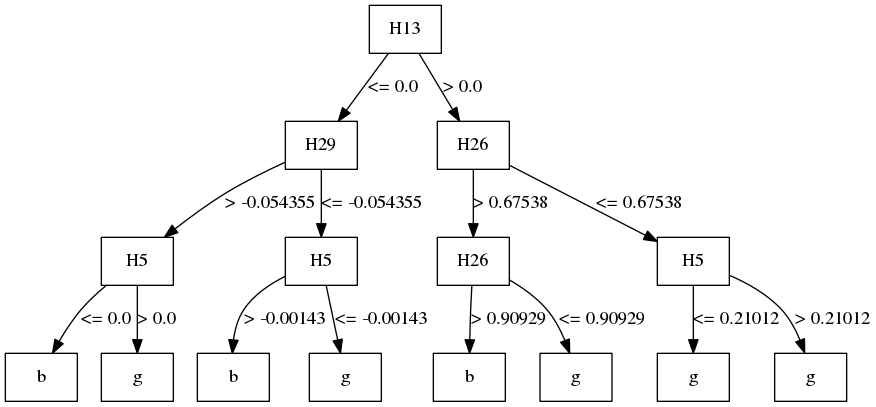 H13
<= 0.0
> 0.0
H29
H26
> -0.054355
<= -0.054355
> 0.67538
<= 0.67538
H5
H5
H26
H5
<= 0.0
> 0.0
> -0.00143
<= -0.00143
> 0.90929
<= 0.90929
<= 0.21012
> 0.21012
b
g
b
g
b
g
g
g